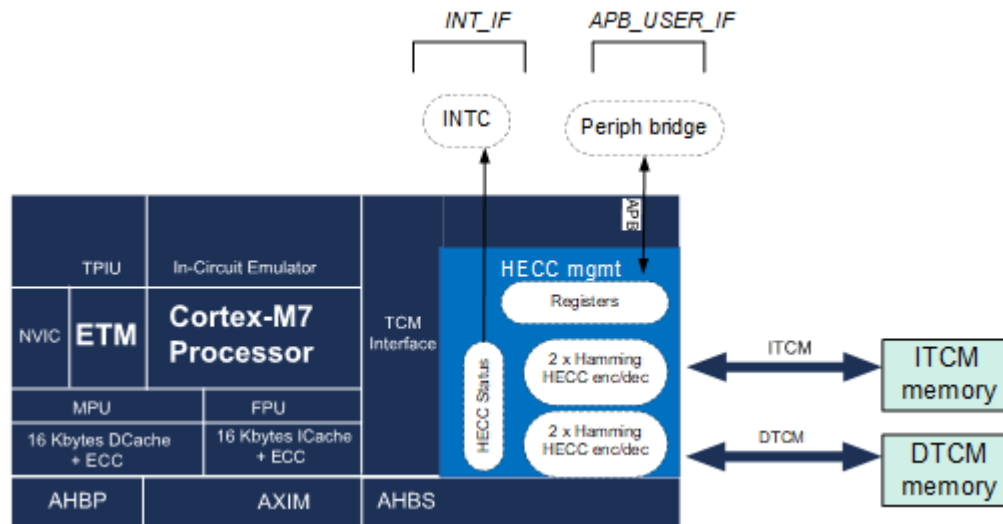 INT_IF
APB_USER_IF
INTC
Periph bridge
APB
TPIU
In-Circuit Emulator
HECC mgmt
Registers
NVIC
ETM
Cortex-M7
Processor
TCM
Interface
HECC Status
2 x Hamming
HECC enc/dec
ITCM
ITCM
memory
MPU
FPU
16 Kbytes DCache
+ ECC
16 Kbytes ICache
+ ECC
2 x Hamming
HECC enc/dec
DTCM
DTCM
memory
AHBP
AXIM
AHBS